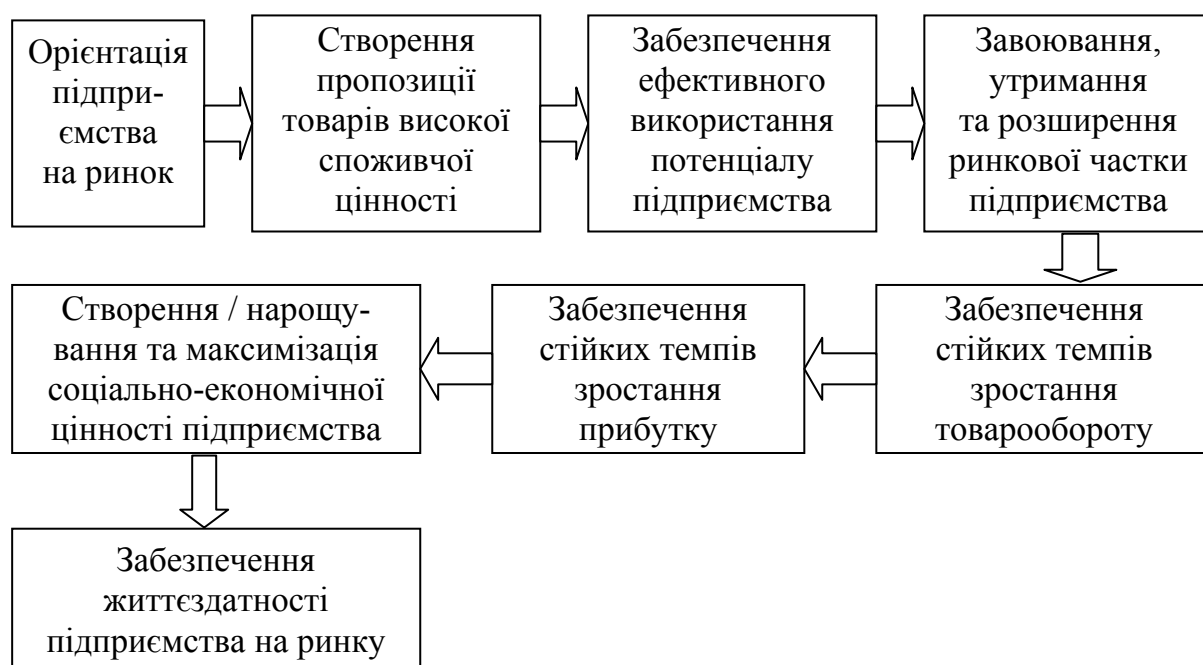 Орієнтація
підпри-
ємства
на ринок
Створення
пропозиції
товарів високої
споживчої
цінності
Забезпечення
ефективного
використання
потенціалу
підприємства
Завоювання,
утримання
та розширення
ринкової частки
підприємства
Забезпечення
стійких темпів
зростання
товарообороту
Забезпечення
стійких темпів
зростання
прибутку
Створення / нарощу-
вання та максимізація
соціально-економічної
цінності підприємства
Забезпечення
життєздатності
підприємства на ринку